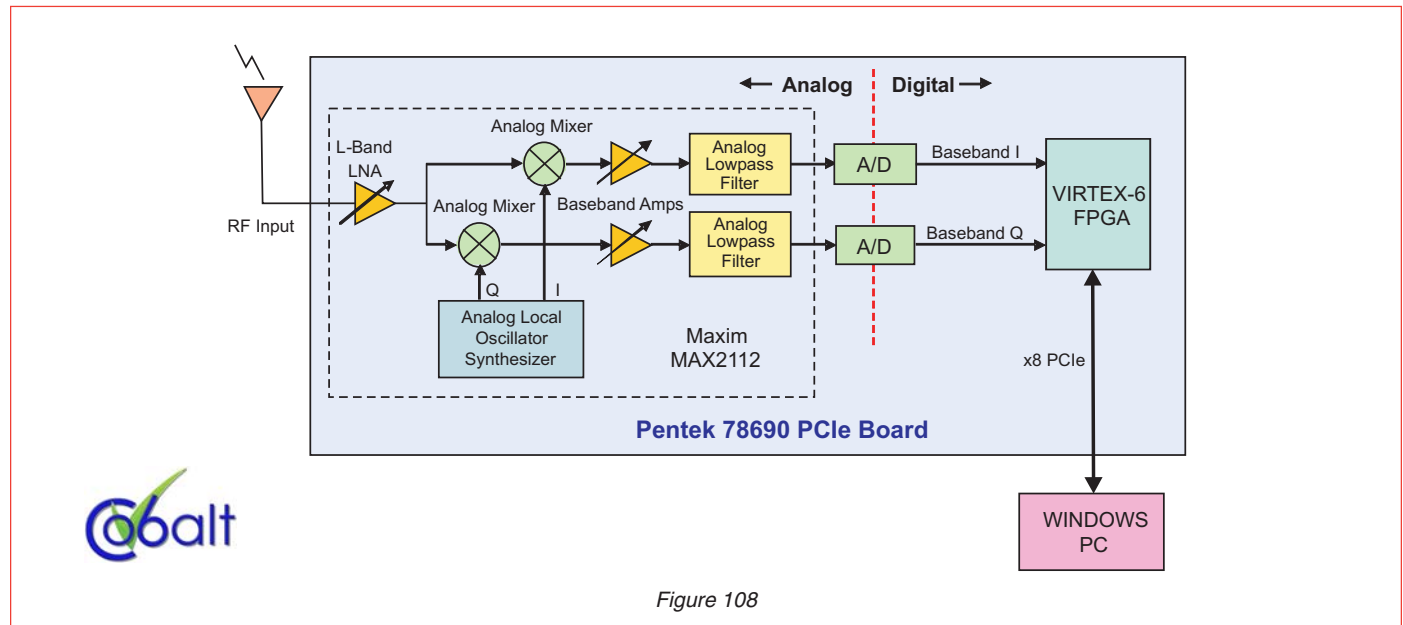 Analog
Digital
L-Band
LNA
Analog Mixer
Analog
Lowpass
Filter
A/D
Baseband I
VIRTEX-6
FPGA
RF Input
Analog Mixer
Baseband Amps
Analog
Lowpass
Filter
A/D
Baseband Q
Q
I
Analog Local
Oscillator
Synthesizer
Maxim
MAX2112
x8 PCIe
Pentek 78690 PCIe Board
Cobalt
WINDOWS
PC
Figure 108